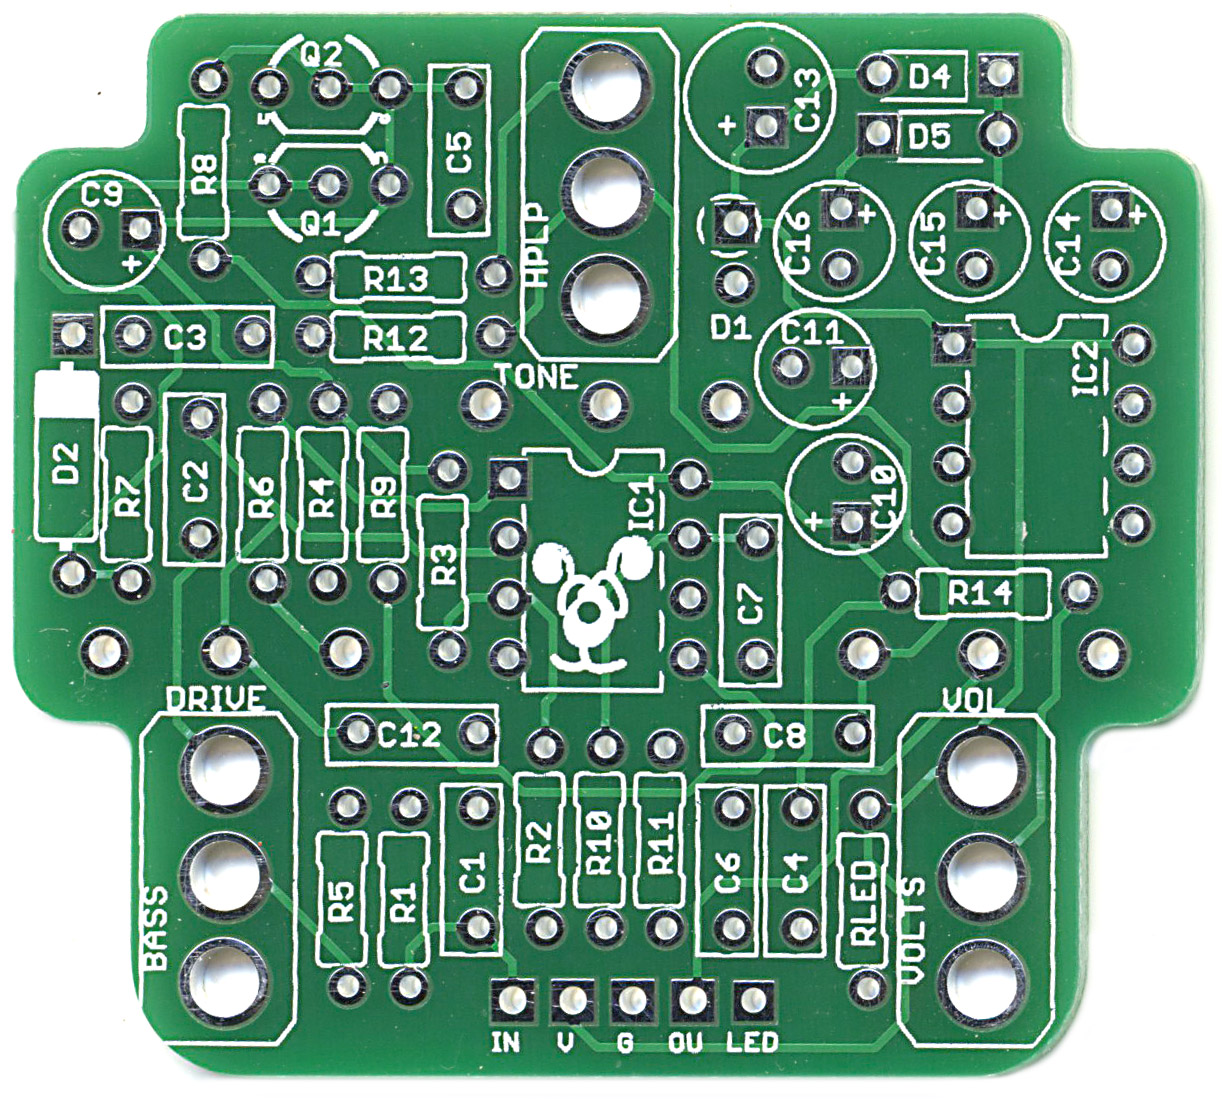 Q2
D4
C13
+
D5
C5
R8
C9
+
Q1
HPLP
C16
+
C15
+
C14
+
R13
D1
C11
+
C3
R12
TONE
IC2
D2
R7
C2
R6
R4
R9
IC1
C10
+
R3
C7
R14
DRIVE
VOL
C12
C8
R2
R10
R11
C6
C4
RLED
R5
R1
C1
BASS
VOLTS
IN V G OU LED